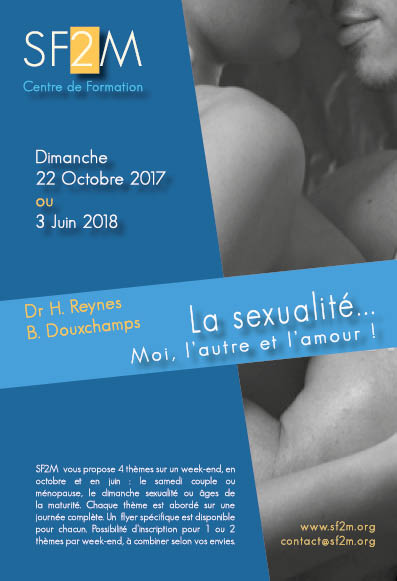 SF2M
Centre de Formation
Dimanche
22 Octobre 2017
ou
3 Juin 2018
Dr H. Reynes
B. Douxchamps
La sexualité...
Moi, l'autre et l'amour !
SF2M vous propose 4 thèmes sur un week-end, en
octobre et en juin : le samedi couple ou
ménopause, le dimanche sexualité ou âges de
la maturité. Chaque thème est abordé sur une
journée complète. Un flyer spécifique est disponible
pour chacun. Possibilité d'inscription pour 1 ou 2
thèmes par week-end, à combiner selon vos envies.
www.sf2m.org
contact@sf2m.org